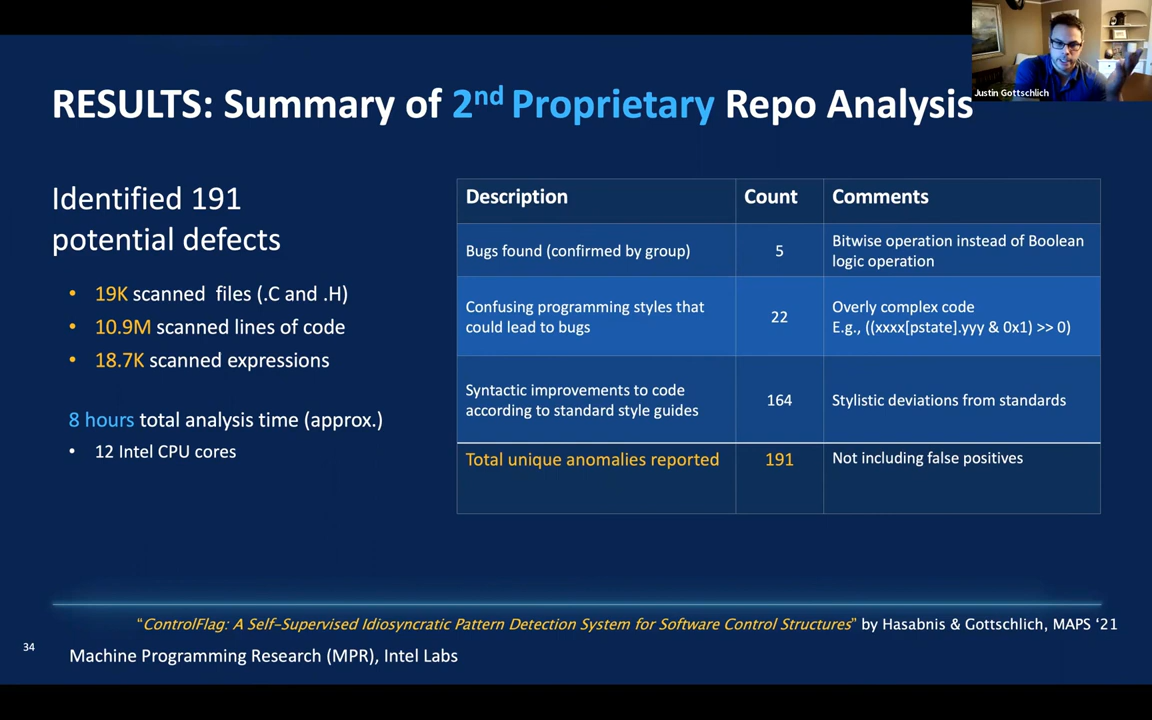 Justin Gottschlich
RESULTS: Summary of 2nd Proprietary Repo Analysis
Identified 191
potential defects
• 19K scanned files (.C and .H)
• 10.9M scanned lines of code
• 18.7K scanned expressions
8 hours total analysis time (approx.)
• 12 Intel CPU cores
Description Count Comments
Bugs found (confirmed by group) 5 Bitwise operation instead of Boolean
logic operation
Confusing programming styles that
could lead to bugs
22
Overly complex code
E.g., ((xxxx[pstate].yyy & 0x1) >> 0)
Syntactic improvements to code
according to standard style guides
164
Stylistic deviations from standards
Total unique anomalies reported 191 Not including false positives
"ControlFlag: A Self-Supervised Idiosyncratic Pattern Detection System for Software Control Structures" by Hasabnis & Gottschlich, MAPS ‘21
34
Machine Programming Research (MPR), Intel Labs